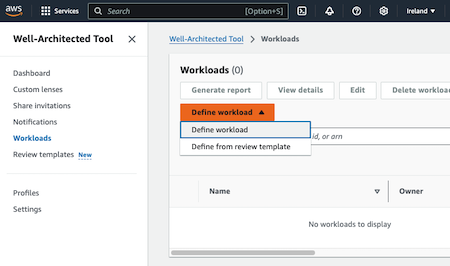 aws
Services
Search
[Option+S]
Ireland
Well-Architected Tool
Dashboard
Custom lenses
Share invitations
Notifications
Workloads
Review templates New
Profiles
Settings
Well-Architected Tool > Workloads
Workloads (0)
Generate report
View details
Edit
Delete workload
Define workload
Define workload
Define from review template
id, or arn
Name
Owner
No workloads to display